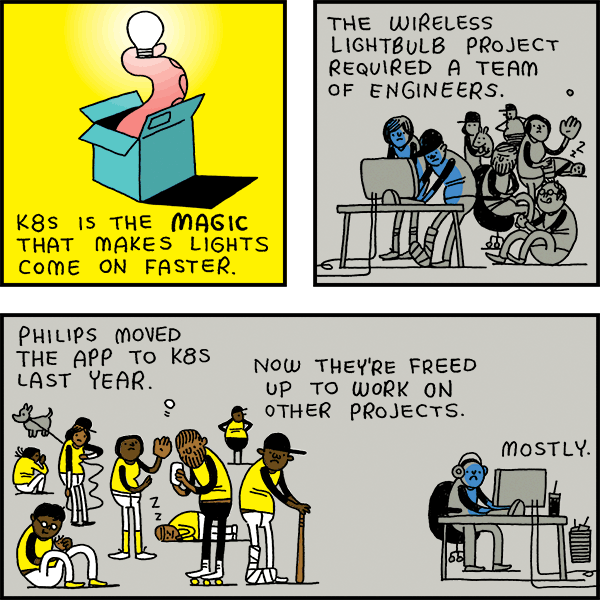 K8S IS THE MAGIC
THAT MAKES LIGHTS
COME ON FASTER.
THE WIRELESS
LIGHTBULB PROJECT
REQUIRED A TEAM
OF ENGINEERS.
Z Z
PHILIPS MOVED
THE APP TO K8S
LAST YEAR.
NOW THEY'RE FREED
UP TO WORK ON
OTHER PROJECTS.
Z
Z
MOSTLY.